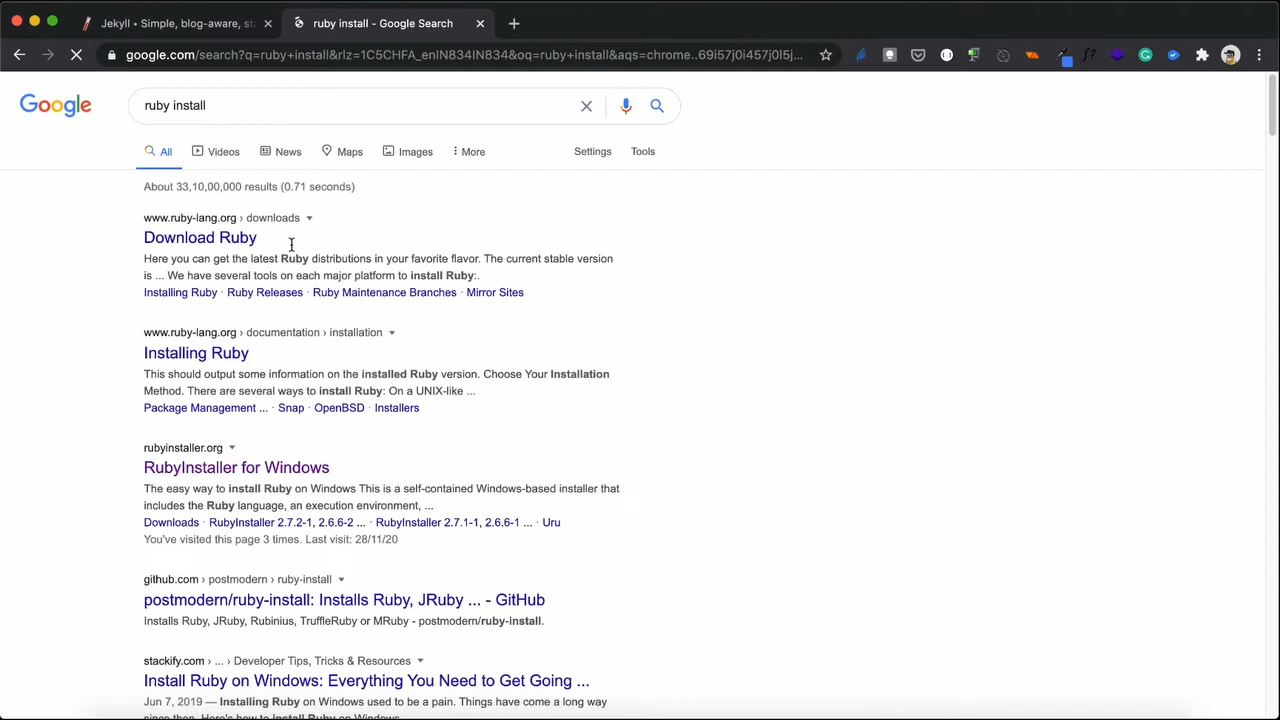 Jekyll • Simple, blog-aware, st
ruby install - Google Search
google.com/search?q=ruby+install&rlz=1C5CHFA_enIN834IN834&oq=ruby+install&aqs=chrome..69i57j0i457j0l5j...
Google
ruby install
All
Videos
News
Maps
Images
More
Settings
Tools
About 33,10,00,000 results (0.71 seconds)
www.ruby-lang.org › downloads
Download Ruby
Here you can get the latest Ruby distributions in your favorite flavor. The current stable version
is ... We have several tools on each major platform to install Ruby:.
Installing Ruby · Ruby Releases · Ruby Maintenance Branches · Mirror Sites
www.ruby-lang.org › documentation › installation
Installing Ruby
This should output some information on the installed Ruby version. Choose Your Installation
Method. There are several ways to install Ruby: On a UNIX-like ...
Package Management ... · Snap · OpenBSD · Installers
rubyinstaller.org
RubyInstaller for Windows
The easy way to install Ruby on Windows This is a self-contained Windows-based installer that
includes the Ruby language, an execution environment, ...
Downloads · RubyInstaller 2.7.2-1, 2.6.6-2 ... · RubyInstaller 2.7.1-1, 2.6.6-1 ... · Uru
You've visited this page 3 times. Last visit: 28/11/20
github.com › postmodern › ruby-install
postmodern/ruby-install: Installs Ruby, JRuby ... - GitHub
Installs Ruby, JRuby, Rubinius, TruffleRuby or MRuby - postmodern/ruby-install.
stackify.com › ... › Developer Tips, Tricks & Resources
Install Ruby on Windows: Everything You Need to Get Going ...
Jun 7, 2019 — Installing Ruby on Windows used to be a pain. Things have come a long way
since then. Here's how to install Ruby on Windows.